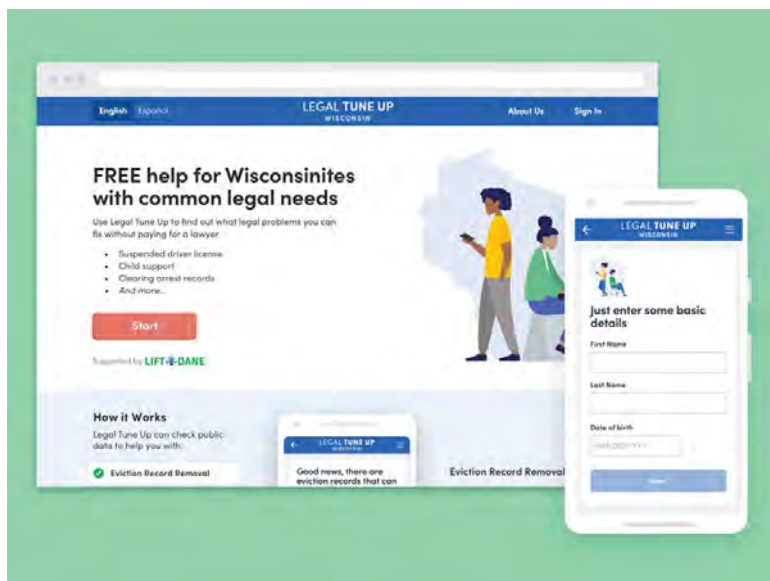 English Español
LEGAL TUNE UP
WISCONSIN
About Us
Sign In
FREE help for Wisconsinites
with common legal needs
Use Legal Tune Up to find out what legal problems you can
fix without paying for a lawyer
• Suspended driver license
• Child support
• Clearing arrest records
• And more...
Start
Supported by LIFT DANE
How it Works
Legal Tune Up can check public
data to help you with:
Eviction Record Removal
LEGAL TUNE UP
WISCONSIN
Good news, there are
eviction records that can
Eviction Record Removal
LEGAL TUNE UP
WISCONSIN
Just enter some basic
details
First Name
Last Name
Date of birth